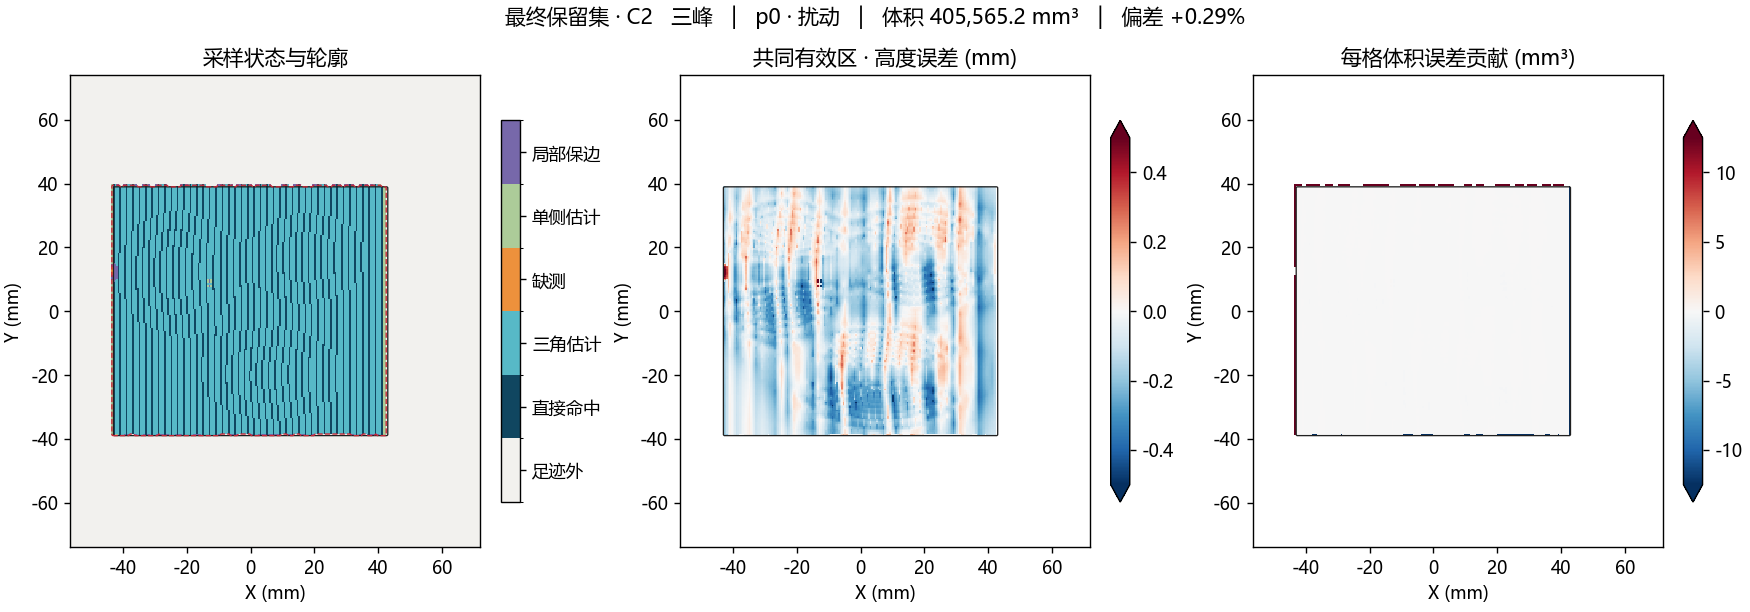 最终保留集 · C2 三峰 | p0 · 扰动 | 体积 405,565.2 mm³ | 偏差 +0.29%
采样状态与轮廓
60
40
20
0
-20
-40
-60
-40 -20 0 20 40 60
X (mm)
Y (mm)
局部保边
单侧估计
缺测
三角估计
直接命中
足迹外
共同有效区 · 高度误差 (mm)
60
40
20
0
-20
-40
-60
-40 -20 0 20 40 60
X (mm)
Y (mm)
0.4
0.2
0.0
-0.2
-0.4
每格体积误差贡献 (mm³)
60
40
20
0
-20
-40
-60
-40 -20 0 20 40 60
X (mm)
Y (mm)
10
5
0
-5
-10